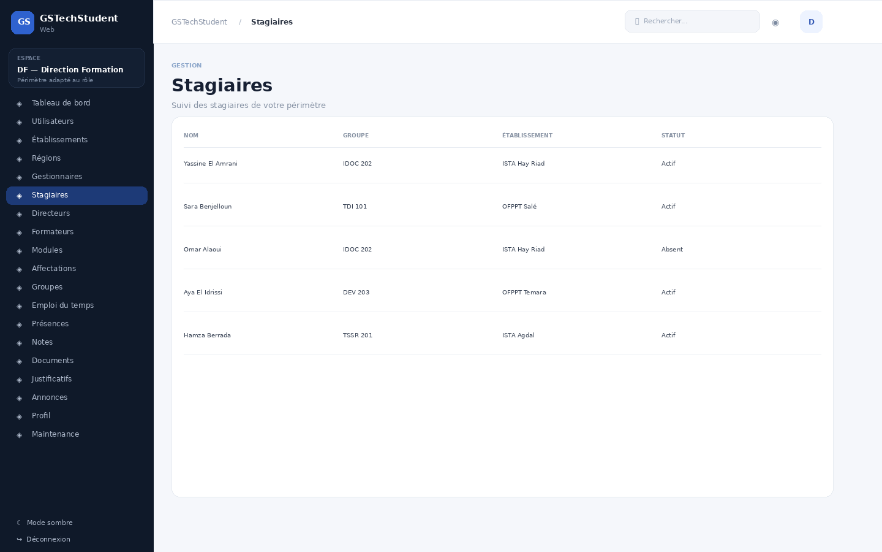 GS
GSTechStudent
Web
ESPACE
DF — Direction Formation
Périmètre adapté au rôle
Tableau de bord
Utilisateurs
Établissements
Régions
Gestionnaires
Stagiaires
Directeurs
Formateurs
Modules
Affectations
Groupes
Emploi du temps
Présences
Notes
Documents
Justificatifs
Annonces
Profil
Maintenance
Mode sombre
Déconnexion
GSTechStudent / Stagiaires
Rechercher...
D
GESTION
Stagiaires
Suivi des stagiaires de votre périmètre
NOM GROUPE ÉTABLISSEMENT STATUT
Yassine El Amrani IDOC 202 ISTA Hay Riad Actif
Sara Benjelloun TDI 101 OFPPT Salé Actif
Omar Alaoui IDOC 202 ISTA Hay Riad Absent
Aya El Idrissi DEV 203 OFPPT Temara Actif
Hamza Berrada TSSR 201 ISTA Agdal Actif